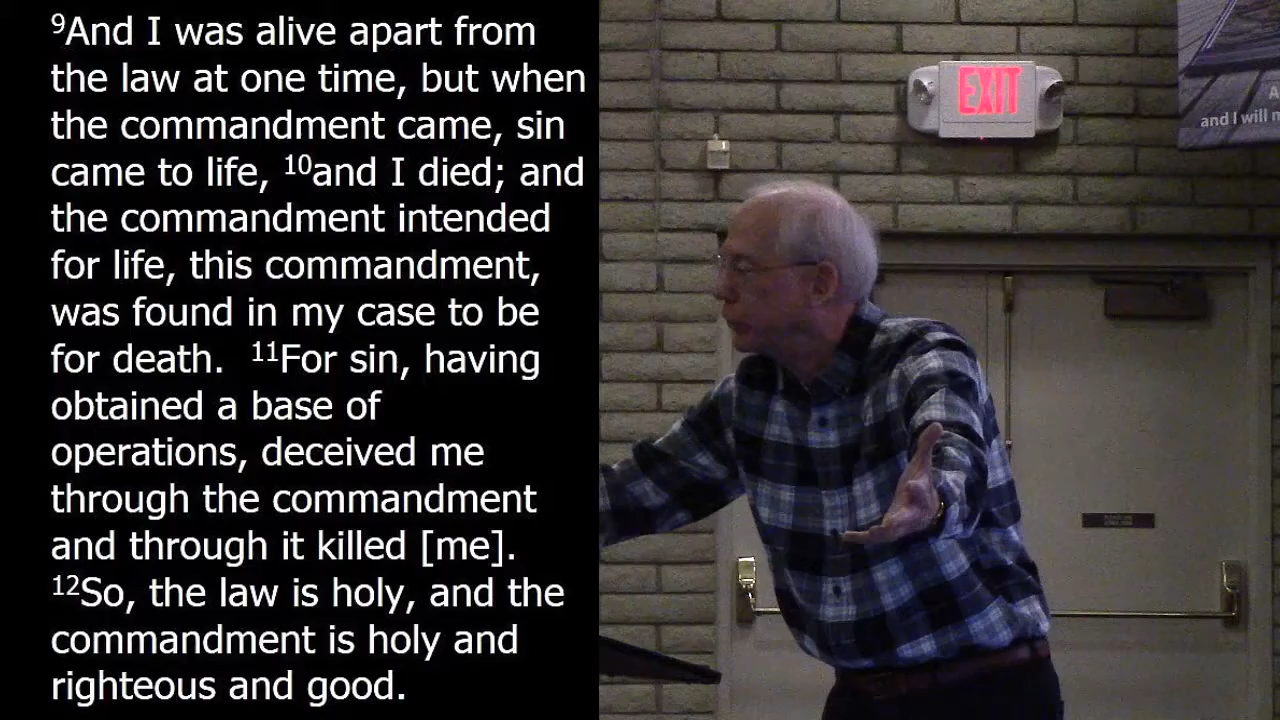 ⁹And I was alive apart from
the law at one time, but when
the commandment came, sin
came to life, ¹⁰and I died; and
the commandment intended
for life, this commandment,
was found in my case to be
for death. ¹¹For sin, having
obtained a base of
operations, deceived me
through the commandment
and through it killed [me].
¹²So, the law is holy, and the
commandment is holy and
righteous and good.
EXIT
A
and I will m